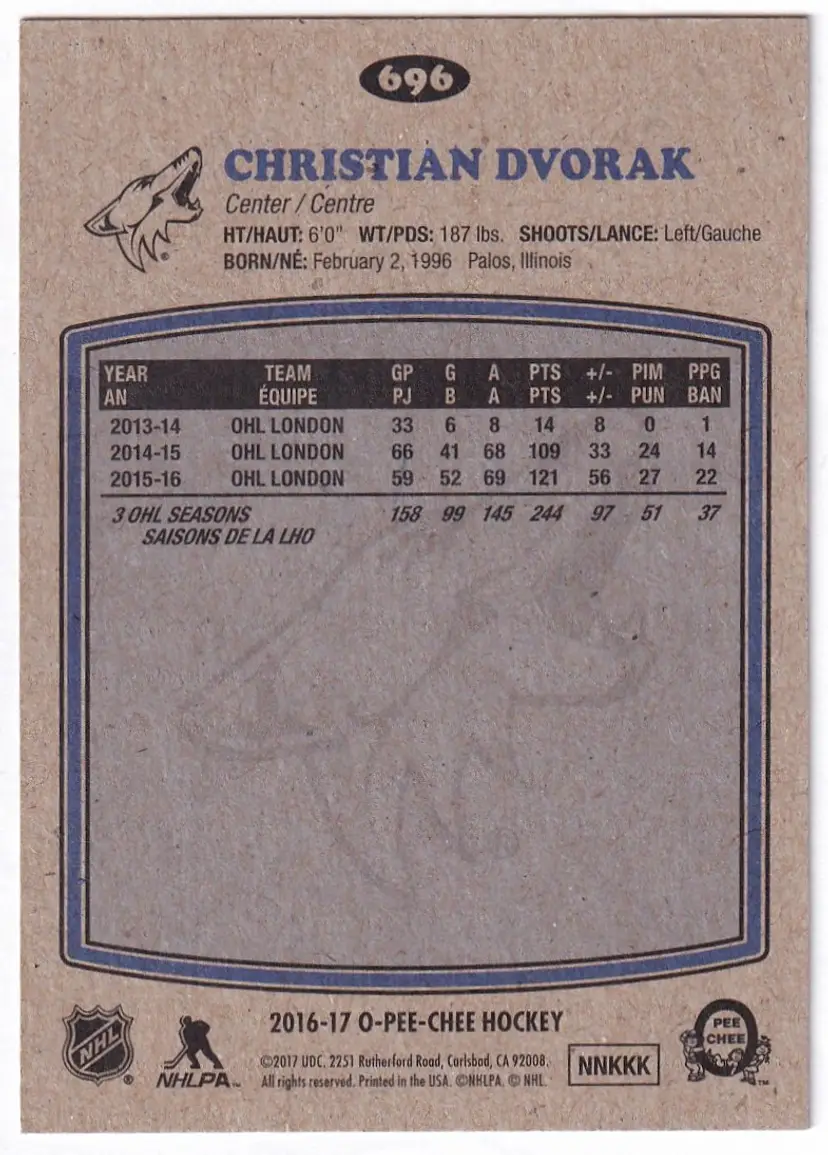 696
CHRISTIAN DVORAK
Center / Centre
HT/HAUT: 6'0" WT/PDS: 187 lbs. SHOOTS/LANCE: Left/Gauche
BORN/NÉ: February 2, 1996 Palos, Illinois
YEAR TEAM GP G A PTS +/- PIM PPG
AN ÉQUIPE PJ B A PTS +/- PUN BAN
2013-14 OHL LONDON 33 6 8 14 8 0 1
2014-15 OHL LONDON 66 41 68 109 33 24 14
2015-16 OHL LONDON 59 52 69 121 56 27 22
3 OHL SEASONS 158 99 145 244 97 51 37
SAISONS DE LA LHO
2016-17 O-PEE-CHEE HOCKEY
©2017 UDC. 2251 Rutherford Road, Carlsbad, CA 92008.
All rights reserved. Printed in the USA. ©NHLPA. © NHL.
NHL
®
NHLPA™
NNKKK
O
PEE
CHEE
™